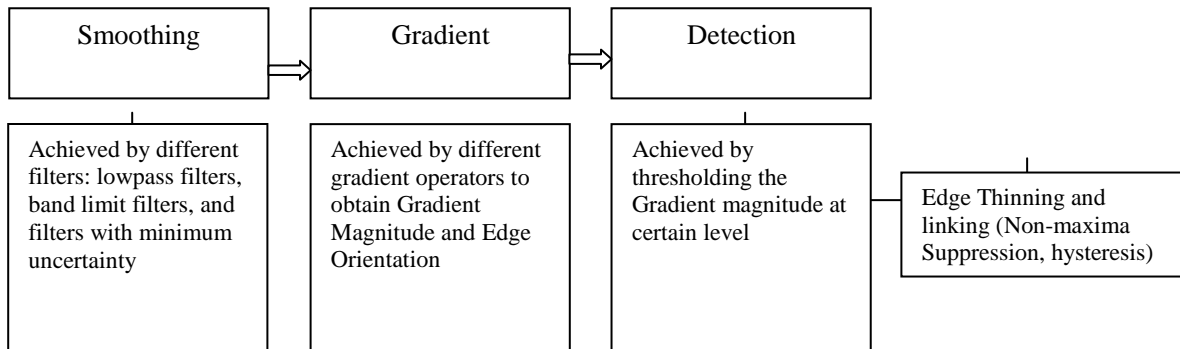 Smoothing
Gradient
Detection
Achieved by different
filters: lowpass filters,
band limit filters, and
filters with minimum
uncertainty
Achieved by different
gradient operators to
obtain Gradient
Magnitude and Edge
Orientation
Achieved by
thresholding the
Gradient magnitude at
certain level
Edge Thinning and
linking (Non-maxima
Suppression, hysteresis)